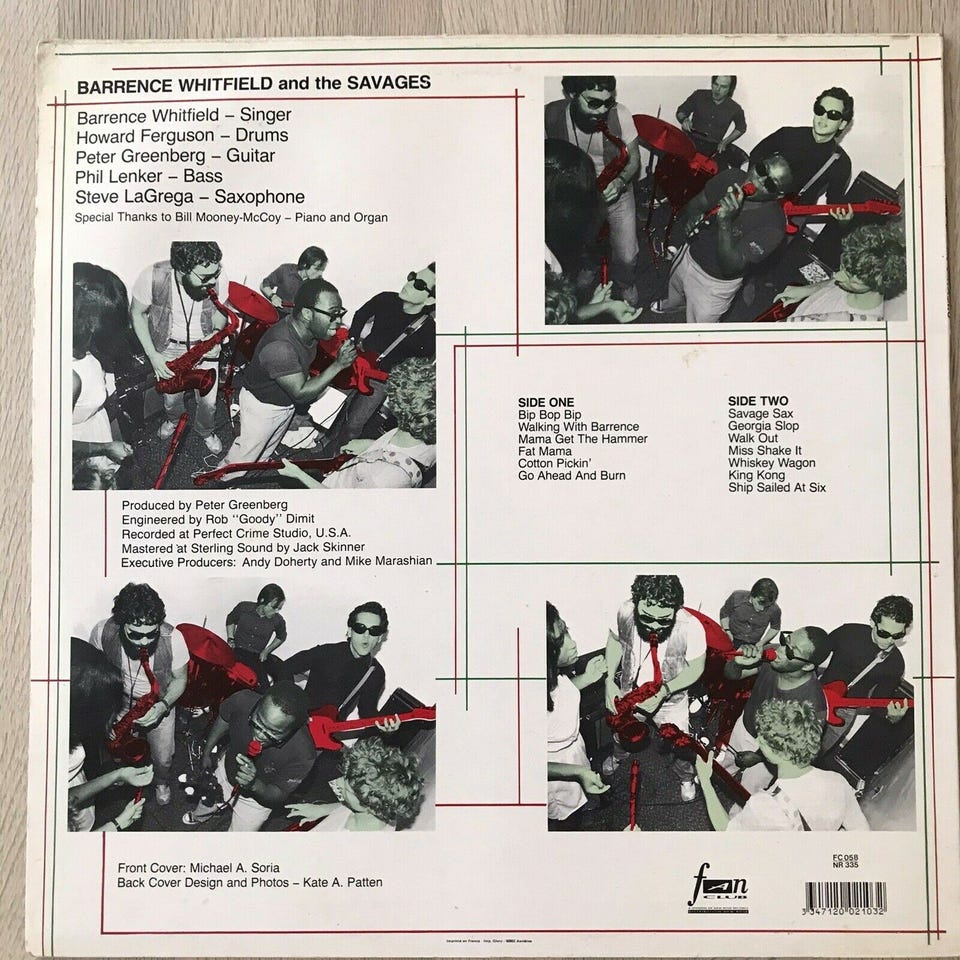 BARRENCE WHITFIELD and the SAVAGES
Barrence Whitfield – Singer
Howard Ferguson – Drums
Peter Greenberg – Guitar
Phil Lenker – Bass
Steve LaGrega – Saxophone
Special Thanks to Bill Mooney-McCoy – Piano and Organ
SIDE ONE
Bip Bop Bip
Walking With Barrence
Mama Get The Hammer
Fat Mama
Cotton Pickin'
Go Ahead And Burn
SIDE TWO
Savage Sax
Georgia Slop
Walk Out
Miss Shake It
Whiskey Wagon
King Kong
Ship Sailed At Six
Produced by Peter Greenberg
Engineered by Rob "Goody" Dimit
Recorded at Perfect Crime Studio, U.S.A.
Mastered at Sterling Sound by Jack Skinner
Executive Producers: Andy Doherty and Mike Marashian
Front Cover: Michael A. Soria
Back Cover Design and Photos – Kate A. Patten
fan
CLUB
FC 058
NR 335
3 347120 021032
Imprimé en France